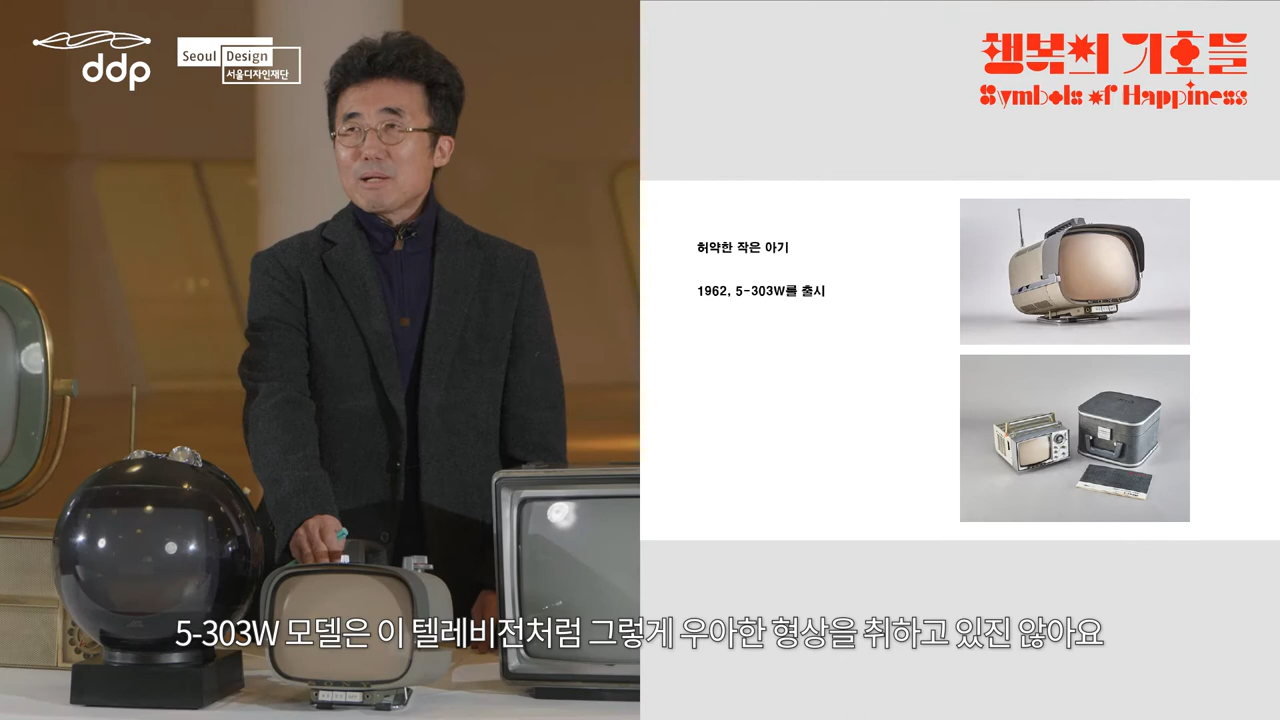 ddp
Seoul Design
서울디자인재단
행복의 기호들
Symbols of Happiness
허약한 작은 아기
1962, 5-303W를 출시
SONY
5-303W 모델은 이 텔레비전처럼 그렇게 우아한 형상을 취하고 있진 않아요